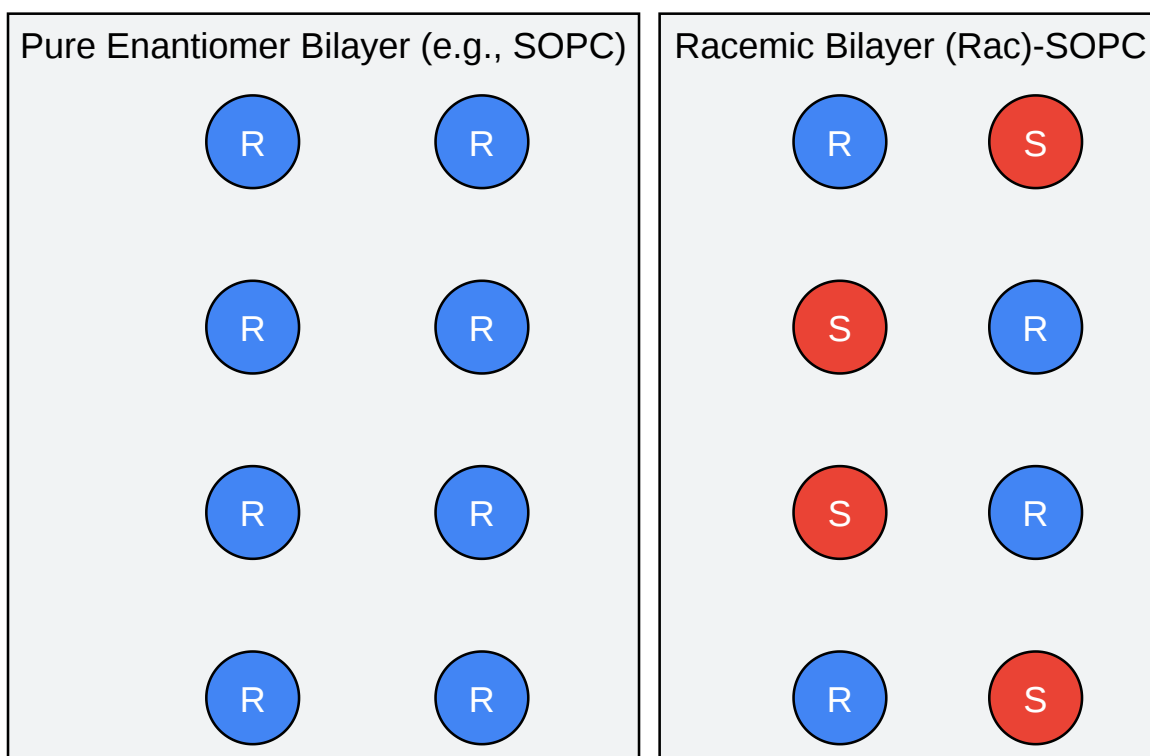 Pure Enantiomer Bilayer (e.g., SOPC)
R R
R R
R R
R R
Racemic Bilayer (Rac)-SOPC
R S
S R
S R
R S